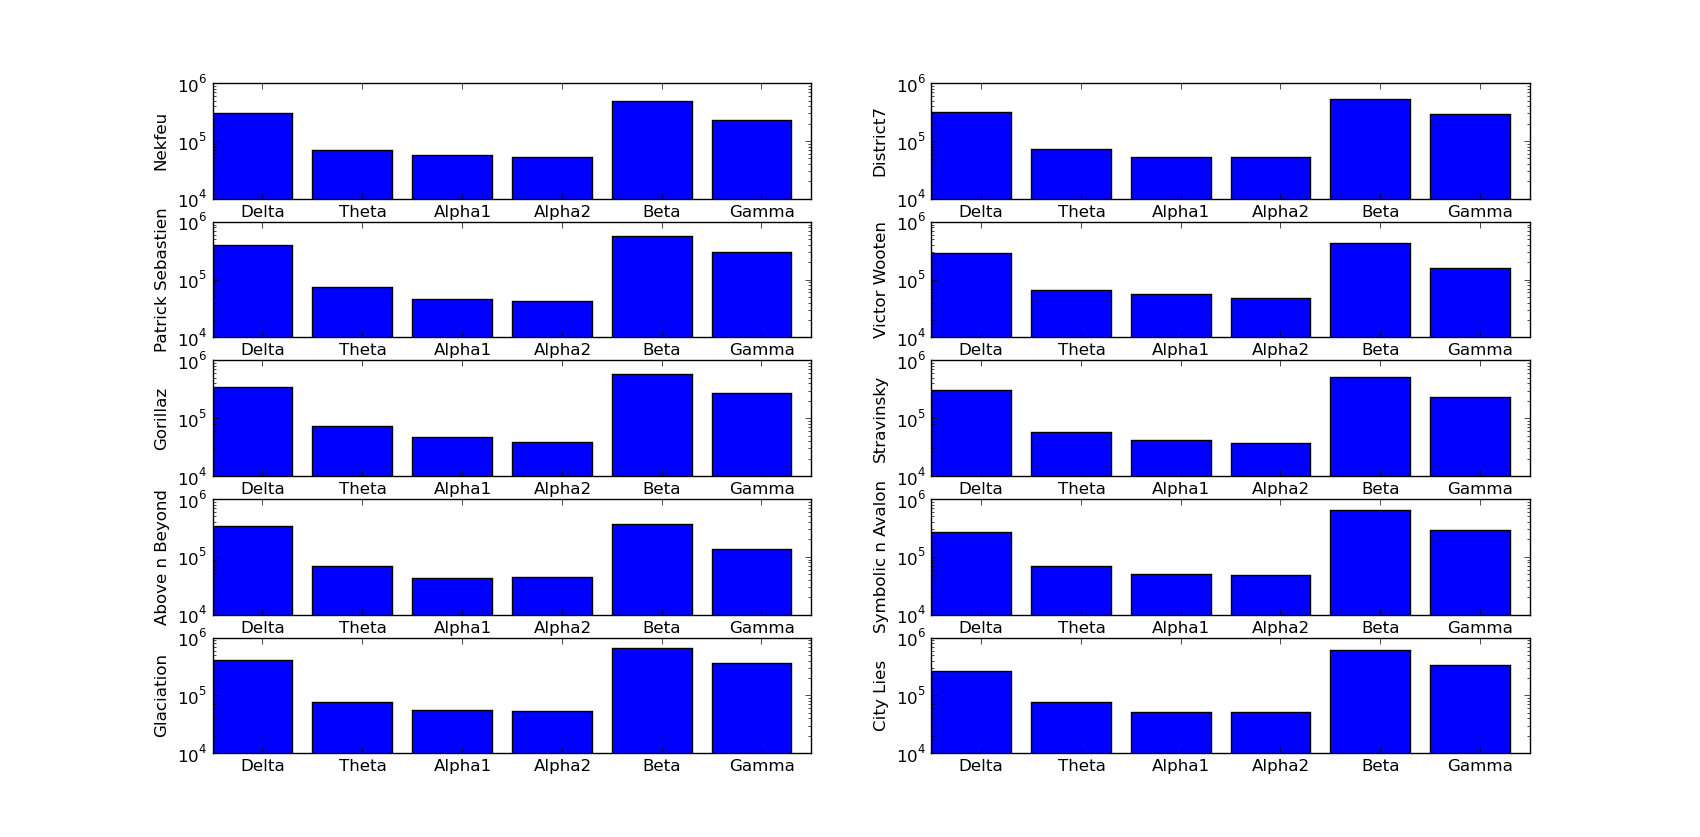 Nekfeu
10^6
10^5
10^4
Delta Theta Alpha1 Alpha2 Beta Gamma
District7
10^6
10^5
10^4
Delta Theta Alpha1 Alpha2 Beta Gamma
Patrick Sebastien
10^6
10^5
10^4
Delta Theta Alpha1 Alpha2 Beta Gamma
Victor Wooten
10^6
10^5
10^4
Delta Theta Alpha1 Alpha2 Beta Gamma
Gorillaz
10^6
10^5
10^4
Delta Theta Alpha1 Alpha2 Beta Gamma
Stravinsky
10^6
10^5
10^4
Delta Theta Alpha1 Alpha2 Beta Gamma
Above n Beyond
10^6
10^5
10^4
Delta Theta Alpha1 Alpha2 Beta Gamma
Symbolic n Avalon
10^6
10^5
10^4
Delta Theta Alpha1 Alpha2 Beta Gamma
Glaciation
10^6
10^5
10^4
Delta Theta Alpha1 Alpha2 Beta Gamma
City Lies
10^6
10^5
10^4
Delta Theta Alpha1 Alpha2 Beta Gamma